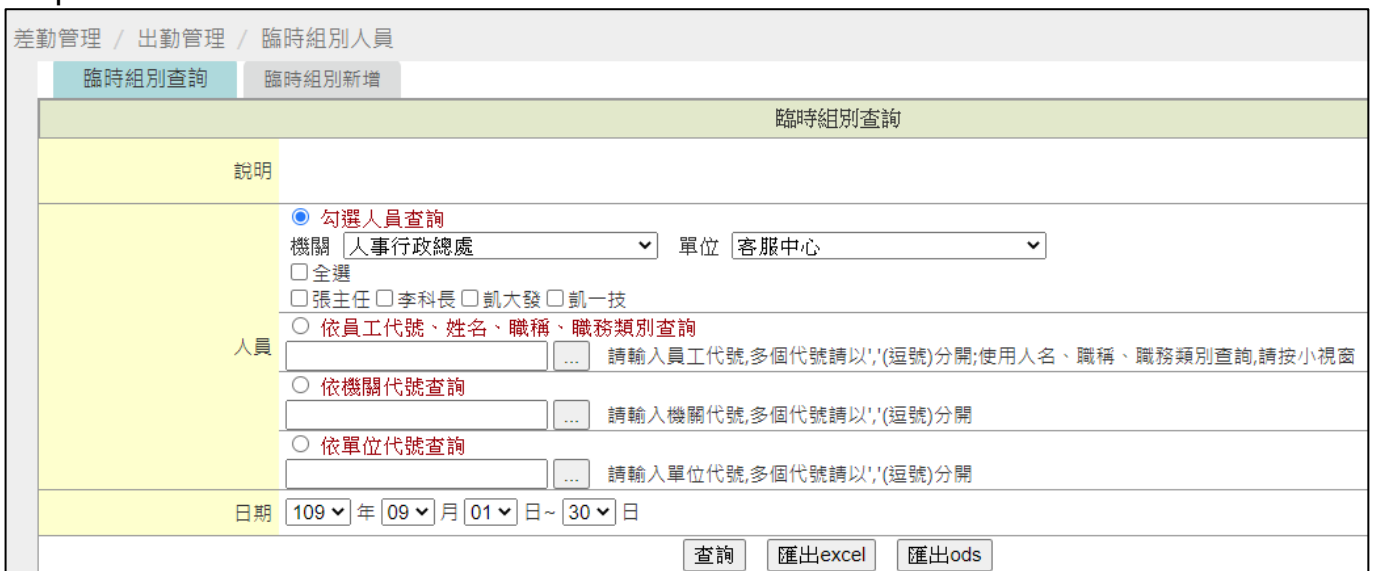 差勤管理 / 出勤管理 / 臨時組別人員
臨時組別查詢 臨時組別新增
臨時組別查詢
說明
人員
勾選人員查詢
機關 人事行政總處 單位 客服中心
全選
張主任 李科長 凱大發 凱一技
依員工代號、姓名、職稱、職務類別查詢
... 請輸入員工代號,多個代號請以','(逗號)分開;使用人名、職稱、職務類別查詢,請按小視窗
依機關代號查詢
... 請輸入機關代號,多個代號請以','(逗號)分開
依單位代號查詢
... 請輸入單位代號,多個代號請以','(逗號)分開
日期 109 年 09 月 01 日~ 30 日
查詢 匯出excel 匯出ods